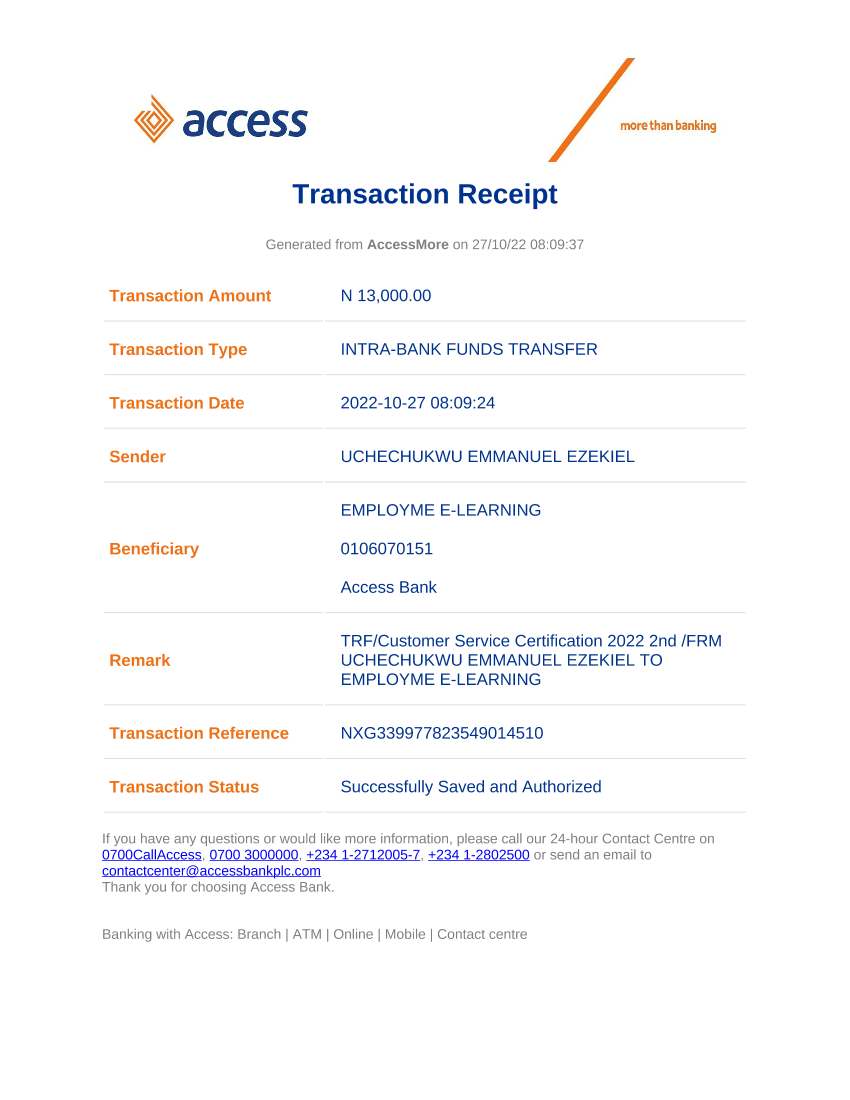 access
more than banking
Transaction Receipt
Generated from AccessMore on 27/10/22 08:09:37
Transaction Amount N 13,000.00
Transaction Type INTRA-BANK FUNDS TRANSFER
Transaction Date 2022-10-27 08:09:24
Sender UCHECHUKWU EMMANUEL EZEKIEL
EMPLOYME E-LEARNING
Beneficiary 0106070151
Access Bank
TRF/Customer Service Certification 2022 2nd /FRM
Remark UCHECHUKWU EMMANUEL EZEKIEL TO
EMPLOYME E-LEARNING
Transaction Reference NXG339977823549014510
Transaction Status Successfully Saved and Authorized
If you have any questions or would like more information, please call our 24-hour Contact Centre on
0700CallAccess, 0700 3000000, +234 1-2712005-7, +234 1-2802500 or send an email to
contactcenter@accessbankplc.com
Thank you for choosing Access Bank.
Banking with Access: Branch | ATM | Online | Mobile | Contact centre